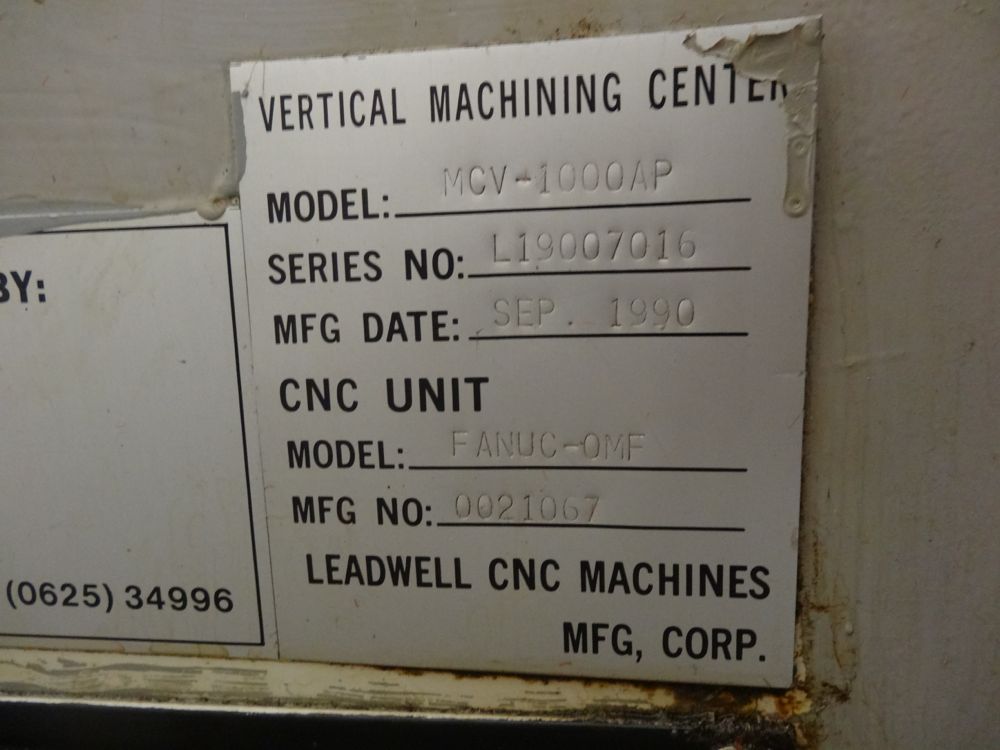 VERTICAL MACHINING CENTER
MODEL: MCV-1000AP
SERIES NO: L19007016
MFG DATE: SEP. 1990
CNC UNIT
MODEL: FANUC-OMF
MFG NO: 0021067
LEADWELL CNC MACHINES
MFG, CORP.
BY:
(0625) 34996